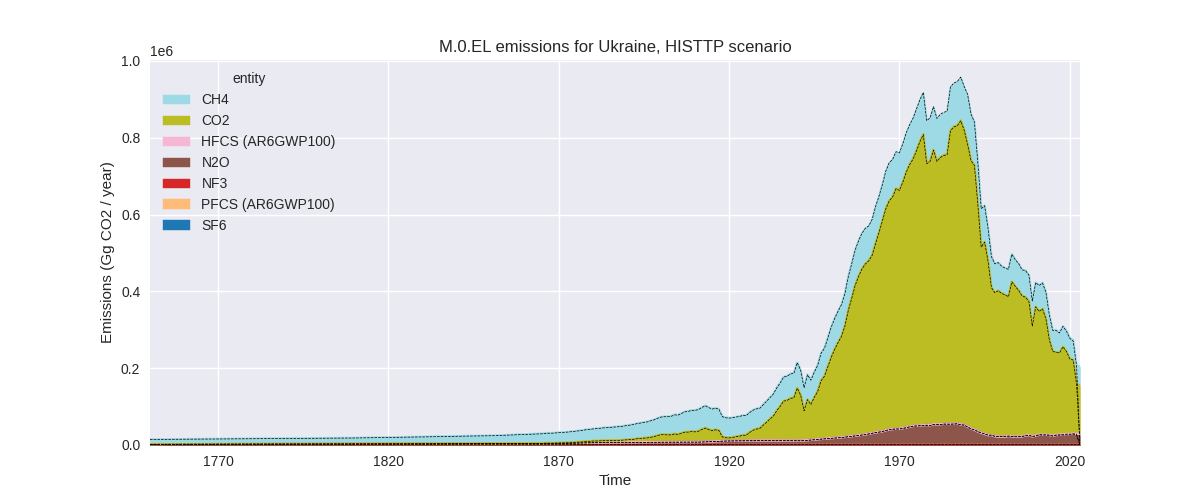 M.0.EL emissions for Ukraine, HISTTP scenario
1e6
1.0
0.8
0.6
0.4
0.2
0.0
Emissions (Gg CO2 / year)
entity
CH4
CO2
HFCS (AR6GWP100)
N2O
NF3
PFCS (AR6GWP100)
SF6
1770
1820
1870
1920
1970
2020
Time